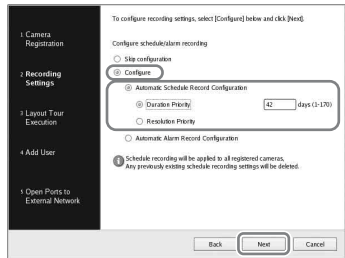 To configure recording settings, select [Configure] below and click [Next].
1 Camera
Registration
Configure schedule/alarm recording
Skip configuration
Configure
2 Recording
Settings
Automatic Schedule Record Configuration
Duration Priority
42
days (1-170)
Resolution Priority
3 Layout Tour
Execution
Automatic Alarm Record Configuration
4 Add User
Schedule recording will be applied to all registered cameras.
Any previously existing schedule recording settings will be deleted.
5 Open Ports to
External Network
Back
Next
Cancel